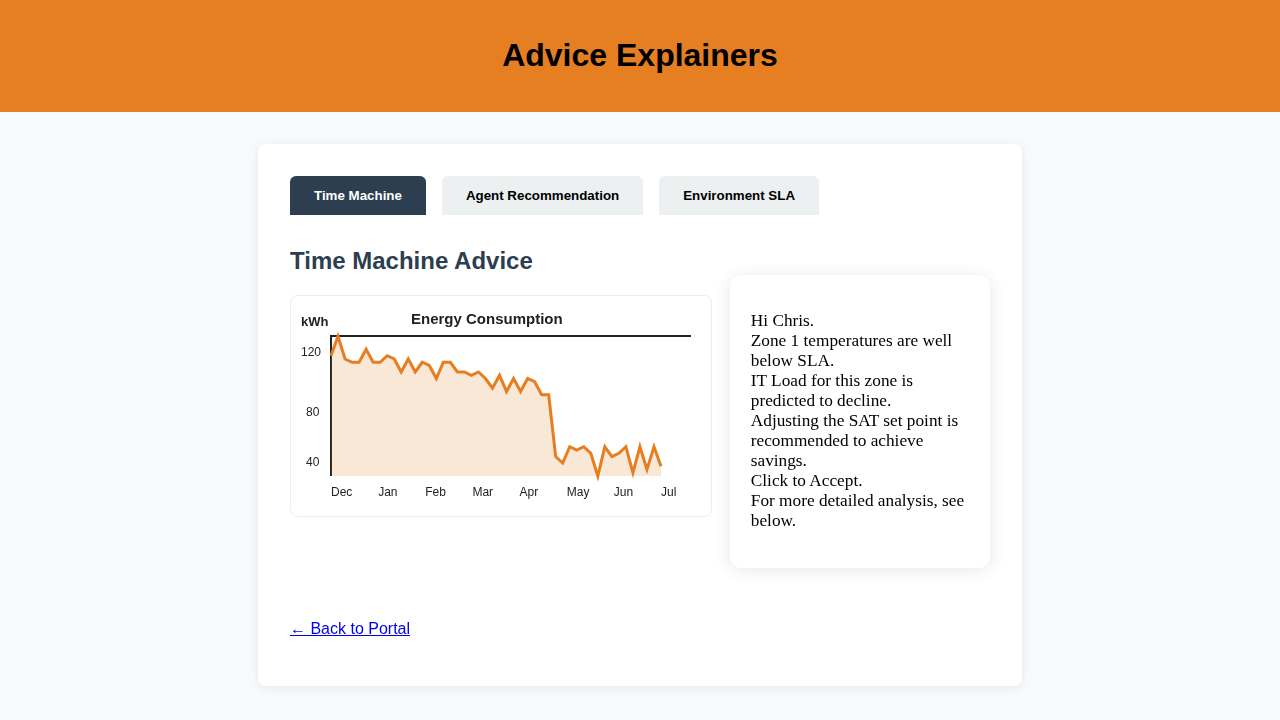 Advice Explainers
Time Machine
Agent Recommendation
Environment SLA
Time Machine Advice
kWh
Energy Consumption
120
80
40
Dec Jan Feb Mar Apr May Jun Jul
Hi Chris.
Zone 1 temperatures are well
below SLA.
IT Load for this zone is
predicted to decline.
Adjusting the SAT set point is
recommended to achieve
savings.
Click to Accept.
For more detailed analysis, see
below.
← Back to Portal